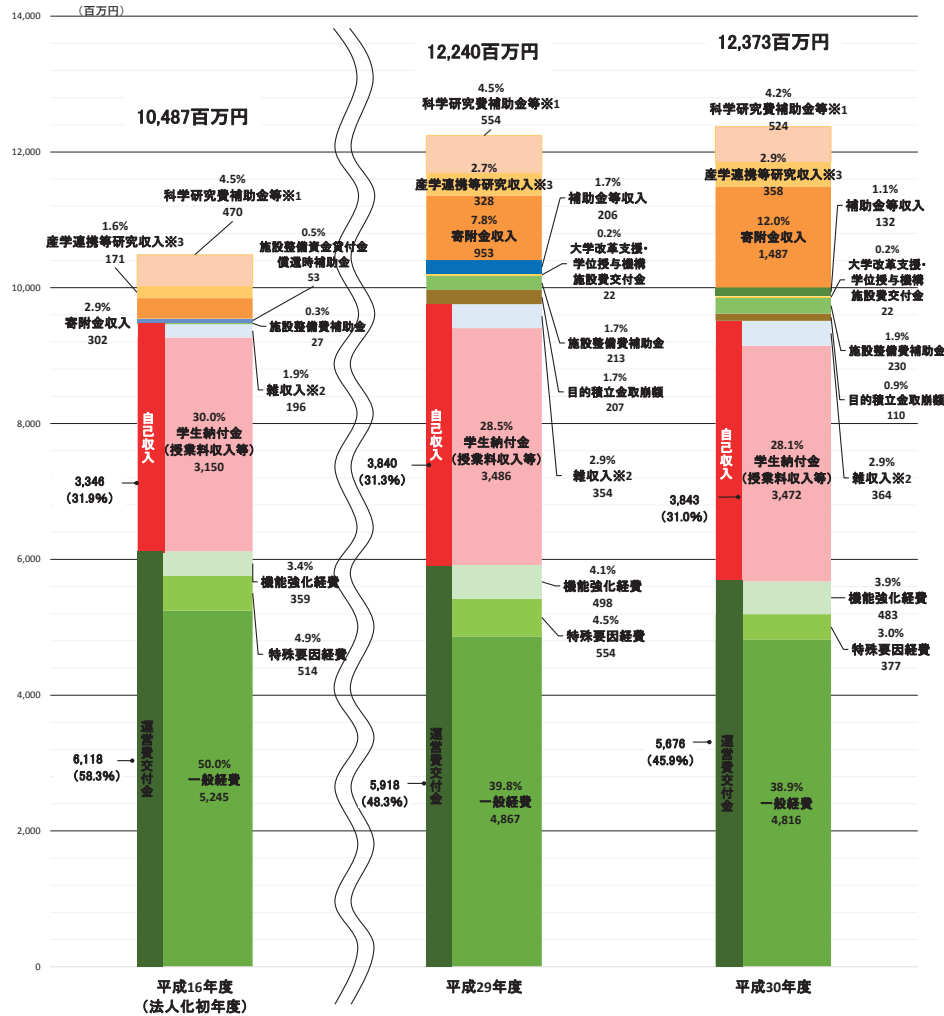 （百万円）
14,000
12,000
10,000
8,000
6,000
4,000
2,000
0
10,487百万円
4.5%
科学研究費補助金等※1
470
1.6%
産学連携等研究収入※3
171
2.9%
寄附金収入
302
0.5%
施設整備資金貸付金
償還時補助金
53
0.3%
施設整備費補助金
27
1.9%
雑収入※2
196
自己収入
3,346
(31.9%)
30.0%
学生納付金
（授業料収入等）
3,150
3.4%
機能強化経費
359
4.9%
特殊要因経費
514
運営費交付金
6,118
(58.3%)
50.0%
一般経費
5,245
平成16年度
（法人化初年度）
12,240百万円
4.5%
科学研究費補助金等※1
554
2.7%
産学連携等研究収入※3
328
7.8%
寄附金収入
953
1.7%
補助金等収入
206
0.2%
大学改革支援・
学位授与機構
施設費交付金
22
1.7%
施設整備費補助金
213
1.7%
目的積立金取崩額
207
2.9%
雑収入※2
354
自己収入
3,840
(31.3%)
28.5%
学生納付金
（授業料収入等）
3,486
4.1%
機能強化経費
498
4.5%
特殊要因経費
554
運営費交付金
5,918
(48.3%)
39.8%
一般経費
4,867
平成29年度
12,373百万円
4.2%
科学研究費補助金等※1
524
2.9%
産学連携等研究収入※3
358
12.0%
寄附金収入
1,487
1.1%
補助金等収入
132
0.2%
大学改革支援・
学位授与機構
施設費交付金
22
1.9%
施設整備費補助金
230
0.9%
目的積立金取崩額
110
2.9%
雑収入※2
364
自己収入
3,843
(31.0%)
28.1%
学生納付金
（授業料収入等）
3,472
3.9%
機能強化経費
483
3.0%
特殊要因経費
377
運営費交付金
5,676
(45.9%)
38.9%
一般経費
4,816
平成30年度